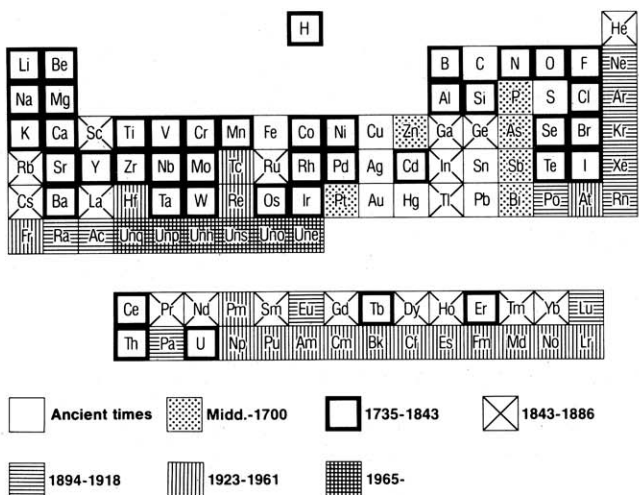 H He
Li Be B C N O F Ne
Na Mg Al Si P S Cl Ar
K Ca Sc Ti V Cr Mn Fe Co Ni Cu Zn Ga Ge As Se Br Kr
Rb Sr Y Zr Nb Mo Tc Ru Rh Pd Ag Cd In Sn Sb Te I Xe
Cs Ba La Hf Ta W Re Os Ir Pt Au Hg Tl Pb Bi Po At Rn
Fr Ra Ac Unq Unp Unh Uns Uno Une
Ce Pr Nd Pm Sm Eu Gd Tb Dy Ho Er Tm Yb Lu
Th Pa U Np Pu Am Cm Bk Cf Es Fm Md No Lr
Ancient times Midd.-1700 1735-1843 1843-1886
1894-1918 1923-1961 1965-